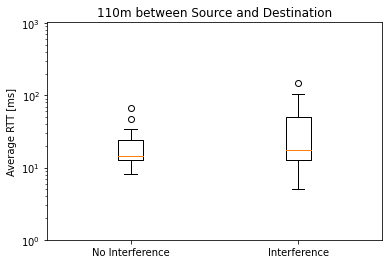 110m between Source and Destination
Average RTT [ms]
10³
10²
10¹
10⁰
No Interference
Interference